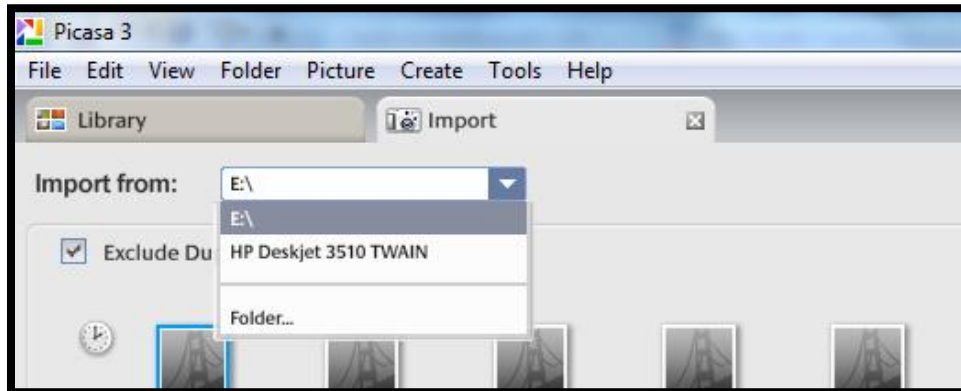 Picasa 3
File Edit View Folder Picture Create Tools Help
Library Import
Import from: E:\
E:\
Exclude Du HP Deskjet 3510 TWAIN
Folder...